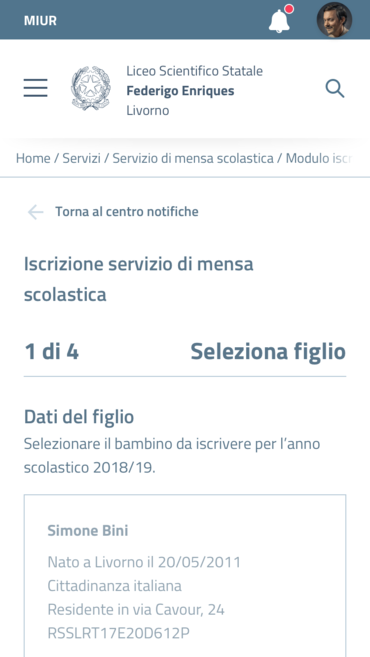 MIUR
Liceo Scientifico Statale
Federigo Enriques
Livorno
Home / Servizi / Servizio di mensa scolastica / Modulo iscr
Torna al centro notifiche
Iscrizione servizio di mensa
scolastica
1 di 4
Seleziona figlio
Dati del figlio
Selezionare il bambino da iscrivere per l’anno
scolastico 2018/19.
Simone Bini
Nato a Livorno il 20/05/2011
Cittadinanza italiana
Residente in via Cavour, 24
RSSLRT17E20D612P